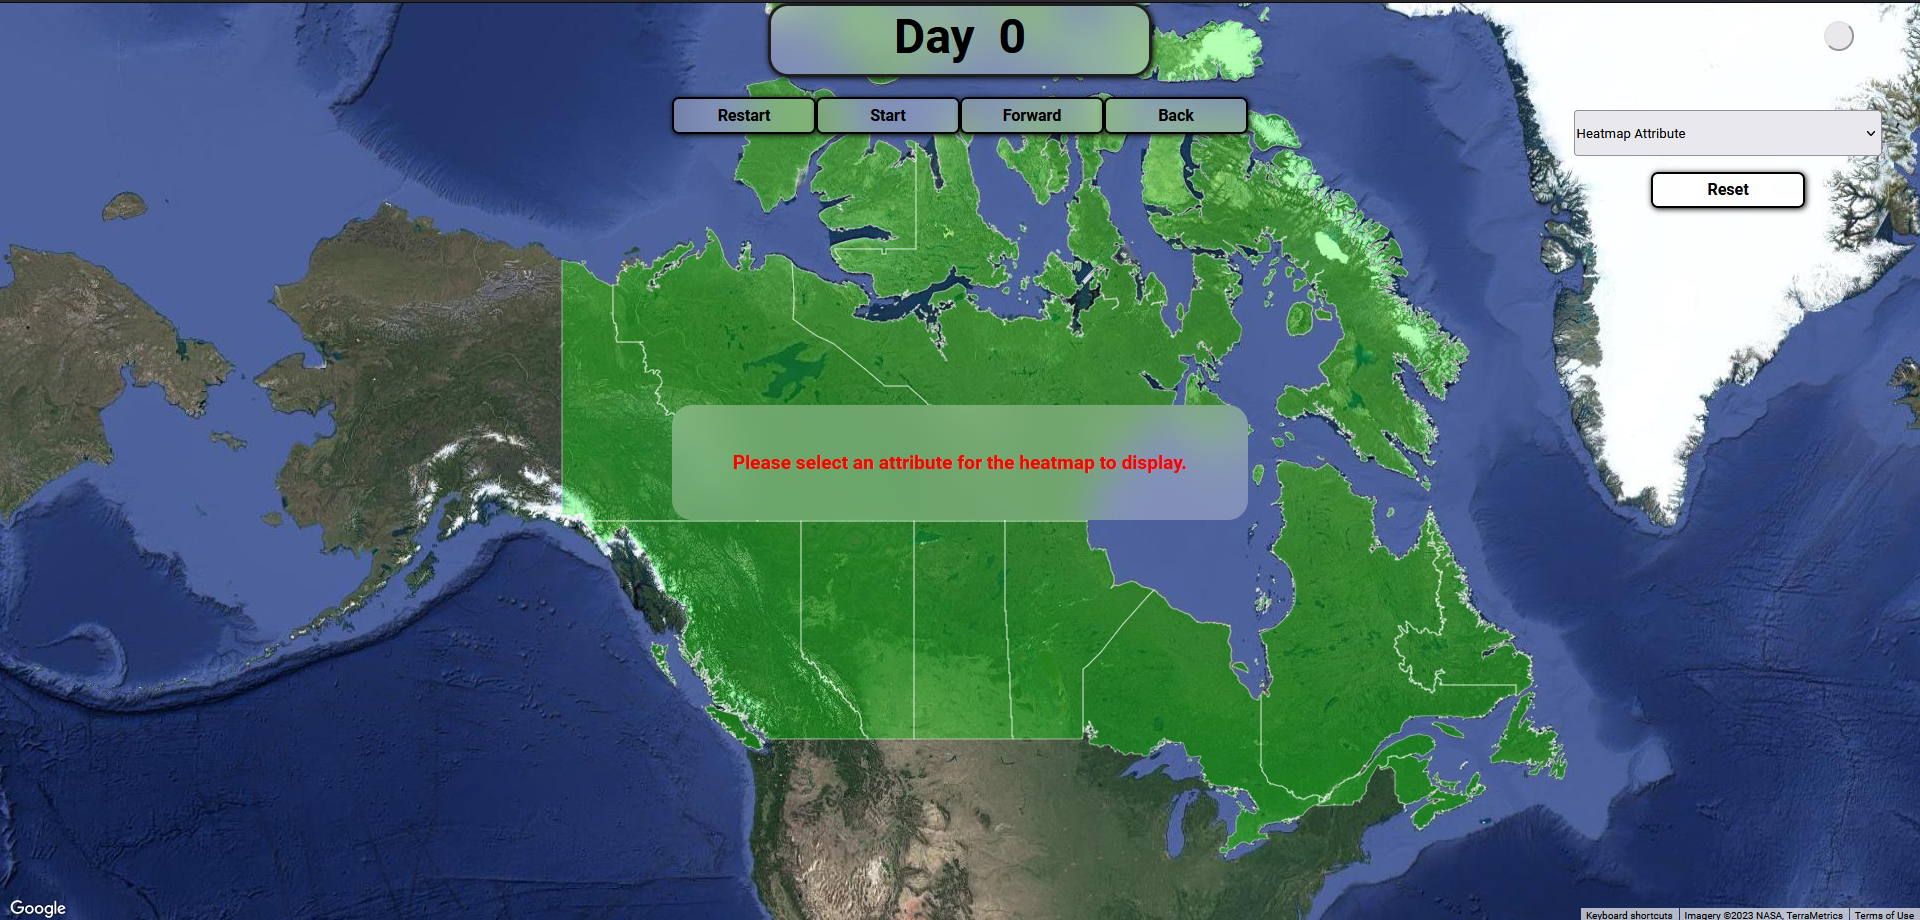 Day 0
Restart
Start
Forward
Back
Heatmap Attribute
Reset
Please select an attribute for the heatmap to display.
Google
Keyboard shortcuts
Imagery ©2023 NASA, TerraMetrics
Terms of Use